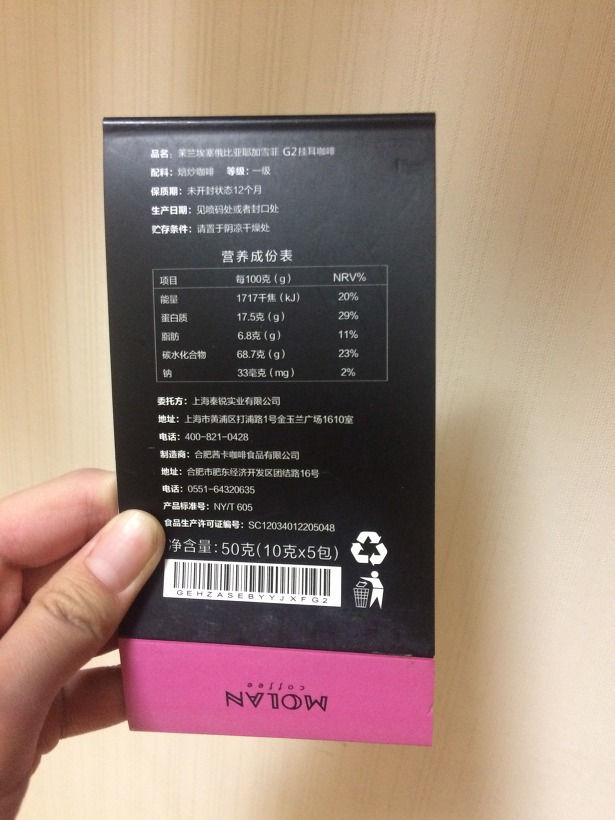 品名：茉兰埃塞俄比亚耶加雪菲 G2挂耳咖啡
配料：焙炒咖啡 等级：一级
保质期：未开封状态12个月
生产日期：见喷码处或者封口处
贮存条件：请置于阴凉干燥处
营养成份表
项目 每100克（g） NRV%
能量 1717千焦（kJ） 20%
蛋白质 17.5克（g） 29%
脂肪 6.8克（g） 11%
碳水化合物 68.7克（g） 23%
钠 33毫克（mg） 2%
委托方：上海秦锐实业有限公司
地址：上海市黄浦区打浦路1号金玉兰广场1610室
电话：400-821-0428
制造商：合肥茜卡咖啡食品有限公司
地址：合肥市肥东经济开发区团结路16号
电话：0551-64320635
产品标准号：NY/T 605
食品生产许可证编号：SC12034012205048
净含量：50克(10克x5包)
GEHZASEBYYJXFG2
MOLAN
coffee